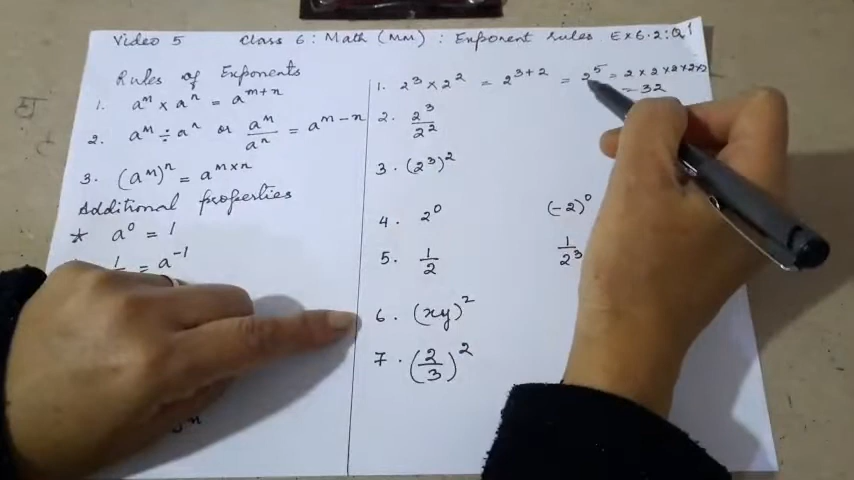 Video 5 Class 6 : Math (MM) : Exponent rules Ex 6.2 : Q1
Rules of Exponents
1. aᵐ × aⁿ = aᵐ⁺ⁿ
2. aᵐ ÷ aⁿ or aᵐ/aⁿ = aᵐ⁻ⁿ
3. (aᵐ)ⁿ = aᵐˣⁿ
Additional properties
* a⁰ = 1
1/ = a⁻¹
1. 2³ × 2² = 2³⁺² = 2⁵ = 2 × 2 × 2 × 2 × 2
= 32
2. 2³/2²
3. (2³)²
4. 2⁰ (-2)⁰
5. 1/2 1/2³
6. (xy)²
7. (2/3)²